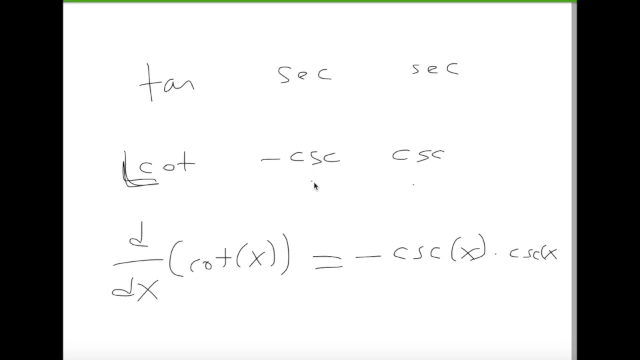 tan sec sec
cot -csc csc
d/dx (cot(x)) = - csc(x) · csc(x